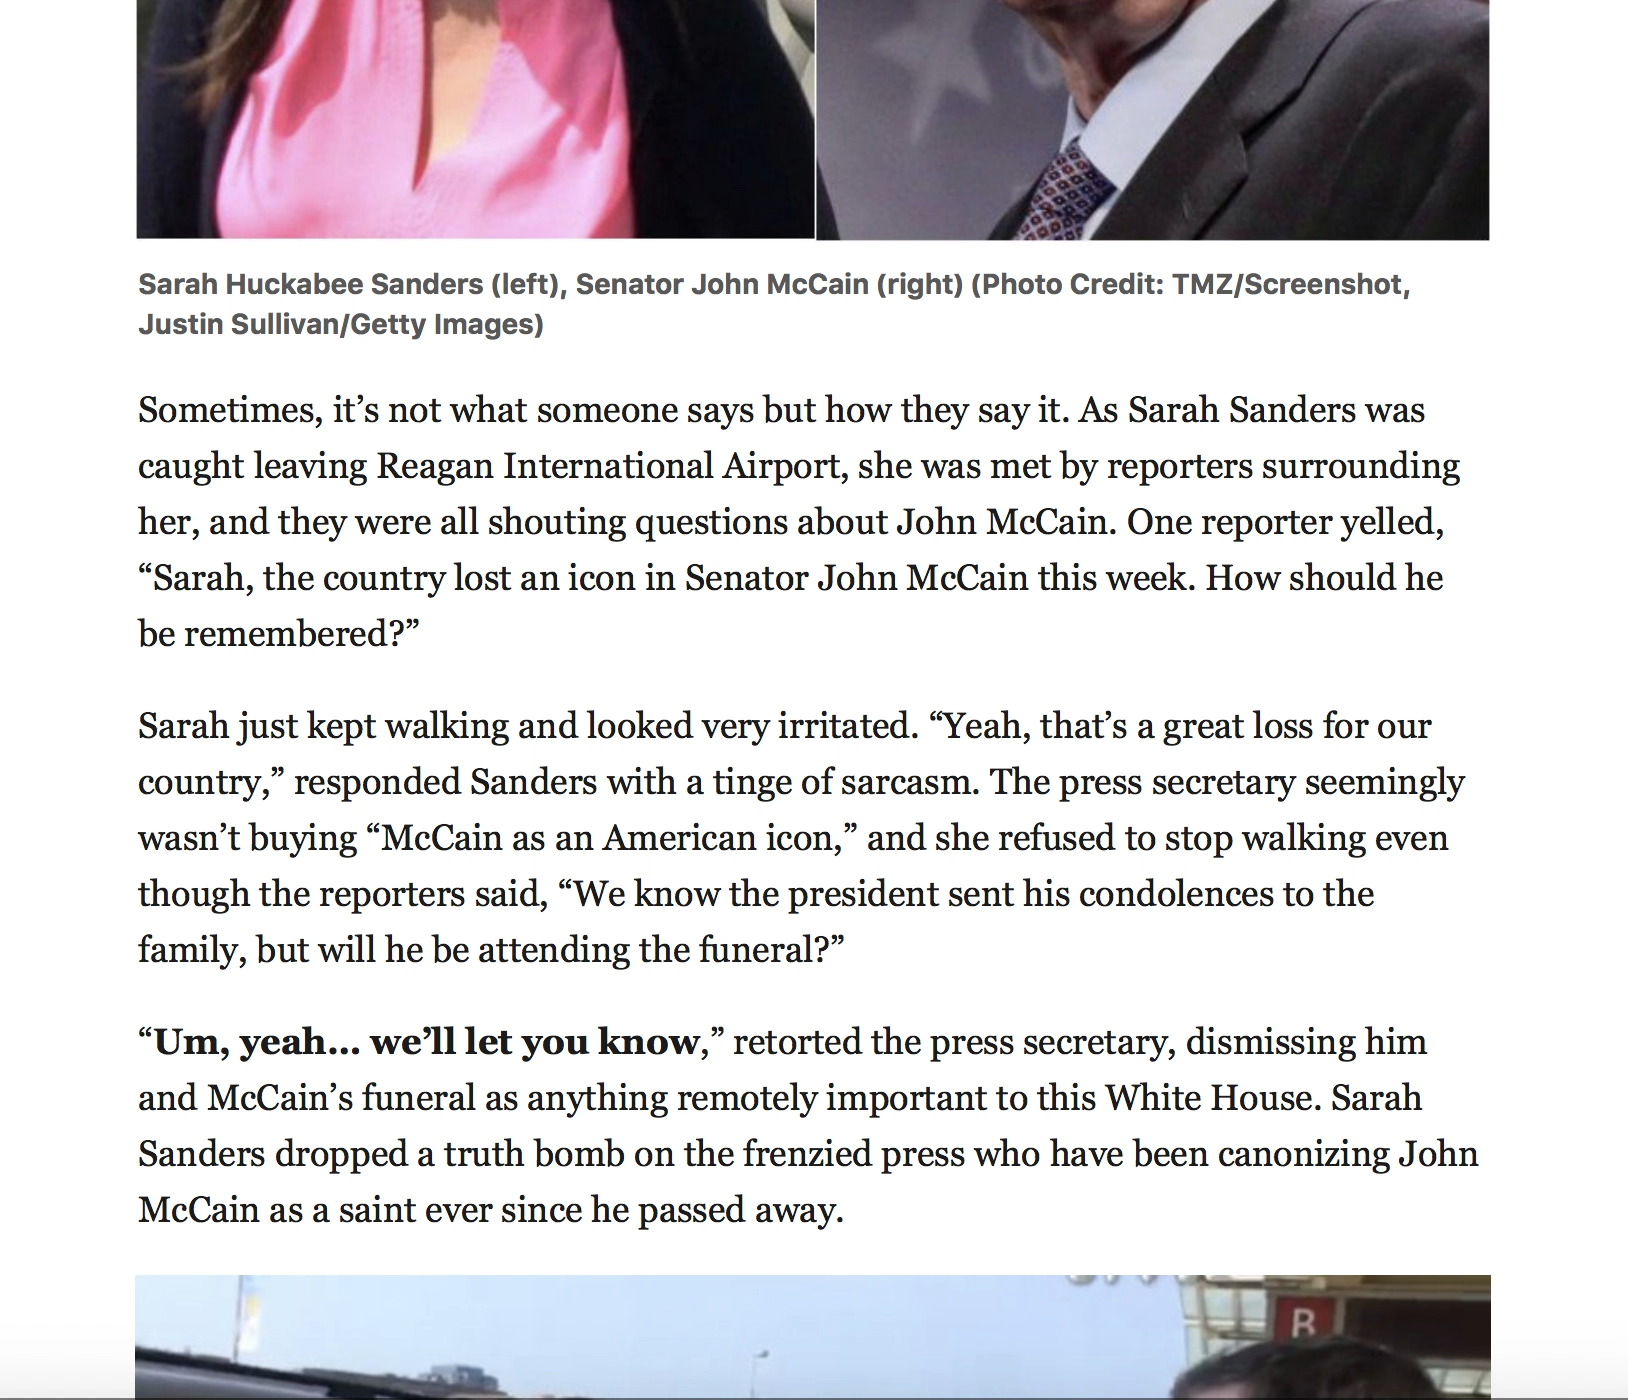 Sarah Huckabee Sanders (left), Senator John McCain (right) (Photo Credit: TMZ/Screenshot,
Justin Sullivan/Getty Images)
Sometimes, it’s not what someone says but how they say it. As Sarah Sanders was
caught leaving Reagan International Airport, she was met by reporters surrounding
her, and they were all shouting questions about John McCain. One reporter yelled,
“Sarah, the country lost an icon in Senator John McCain this week. How should he
be remembered?”
Sarah just kept walking and looked very irritated. “Yeah, that’s a great loss for our
country,” responded Sanders with a tinge of sarcasm. The press secretary seemingly
wasn’t buying “McCain as an American icon,” and she refused to stop walking even
though the reporters said, “We know the president sent his condolences to the
family, but will he be attending the funeral?”
“Um, yeah… we’ll let you know,” retorted the press secretary, dismissing him
and McCain’s funeral as anything remotely important to this White House. Sarah
Sanders dropped a truth bomb on the frenzied press who have been canonizing John
McCain as a saint ever since he passed away.
B